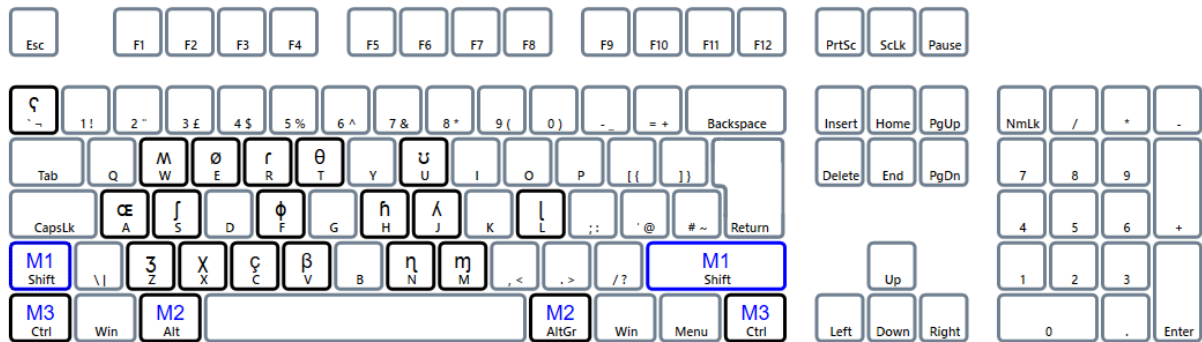 Esc F1 F2 F3 F4 F5 F6 F7 F8 F9 F10 F11 F12 PrtSc ScLk Pause
ʕ
` ¬ 1 ! 2 " 3 £ 4 $ 5 % 6 ^ 7 & 8 * 9 ( 0 ) - _ = + Backspace Insert Home PgUp NmLk / * -
ʍ ø ɾ θ ʊ
Tab Q W E R T Y U I O P [ { ] } Delete End PgDn 7 8 9
ɶ ʃ ɸ ɦ ʎ ɭ
CapsLk A S D F G H J K L ; : ' @ # ~ Return 4 5 6 +
M1 ʒ χ ç β ɳ ɱ M1
Shift \ | Z X C V B N M , < . > / ? Shift Up 1 2 3
M3 M2 M2 M3
Ctrl Win Alt AltGr Win Menu Ctrl Left Down Right 0 . Enter